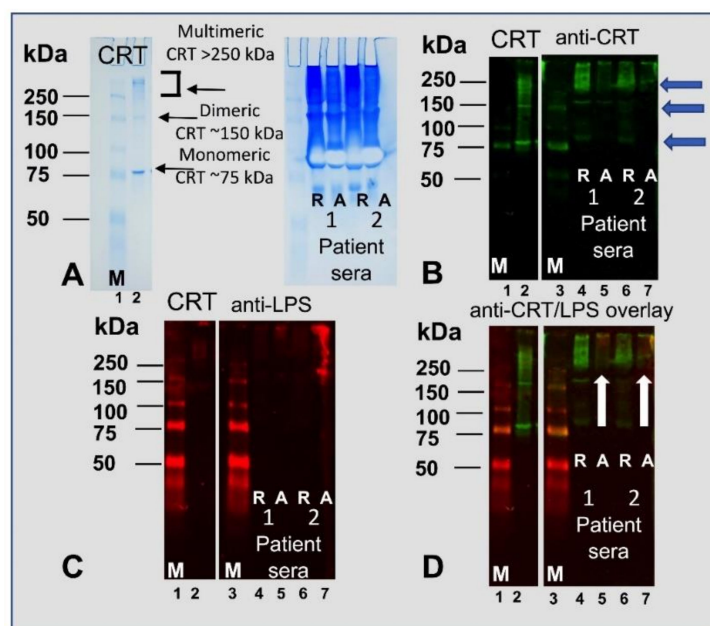 kDa
CRT
250
150
100
75
50
M
1 2
A
Multimeric
CRT >250 kDa
Dimeric
CRT ~150 kDa
Monomeric
CRT ~75 kDa
R A R A
1 2
Patient
sera
kDa
CRT anti-CRT
250
150
100
75
50
R A R A
1 2
Patient
sera
M M
B
1 2 3 4 5 6 7
CRT anti-LPS
kDa
250
150
100
75
50
R A R A
1 2
Patient
sera
M M
C
1 2 3 4 5 6 7
anti-CRT/LPS overlay
kDa
250
150
100
75
50
R A R A
1 2
Patient
sera
M M
D
1 2 3 4 5 6 7